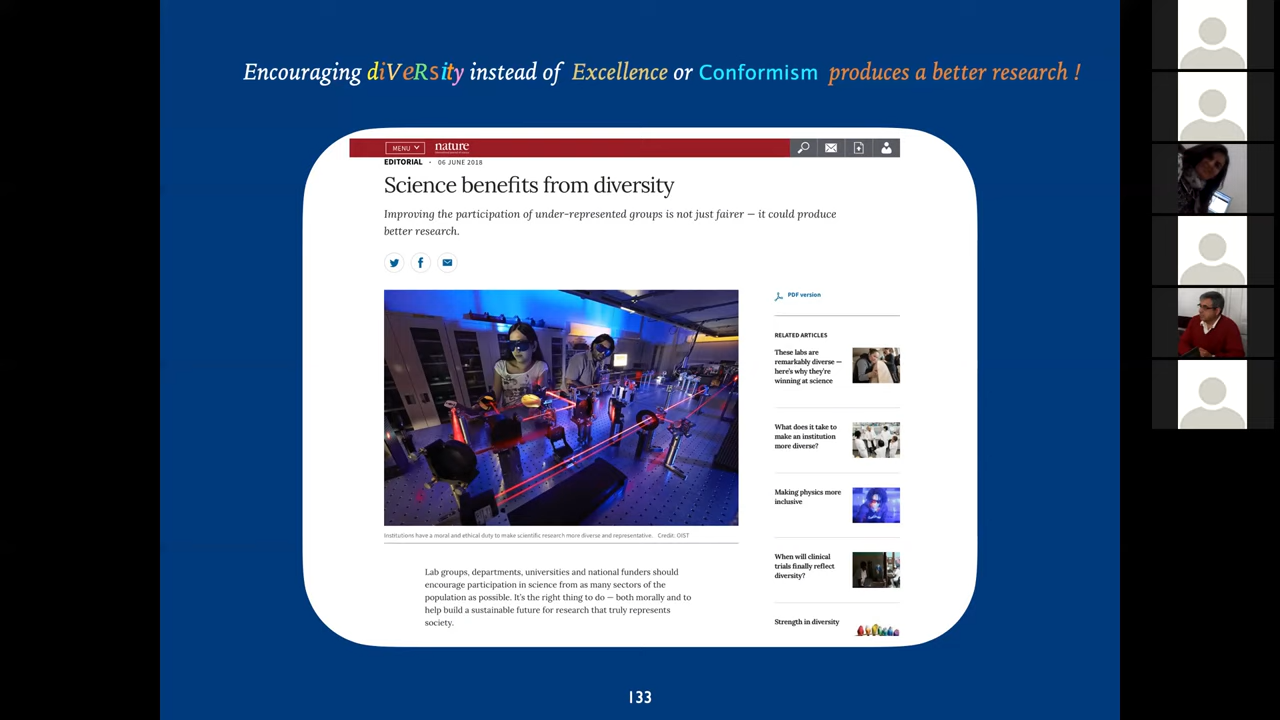 Encouraging diVeRsity instead of Excellence or Conformism produces a better research !
MENU
nature
EDITORIAL · 06 JUNE 2018
Science benefits from diversity
Improving the participation of under-represented groups is not just fairer — it could produce
better research.
PDF version
RELATED ARTICLES
These labs are
remarkably diverse —
here's why they're
winning at science
What does it take to
make an institution
more diverse?
Making physics more
inclusive
When will clinical
trials finally reflect
diversity?
Strength in diversity
Institutions have a moral and ethical duty to make scientific research more diverse and representative. Credit: OIST
Lab groups, departments, universities and national funders should
encourage participation in science from as many sectors of the
population as possible. It's the right thing to do — both morally and to
help build a sustainable future for research that truly represents
society.
133